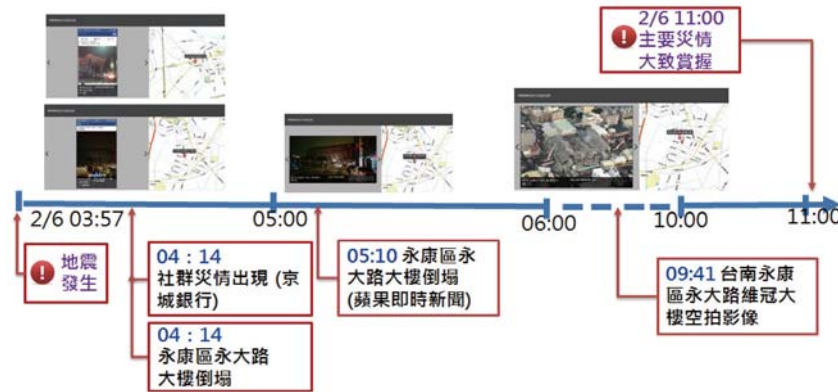 2/6 11:00
主要災情
大致賞握
2/6 03:57
05:00
06:00
10:00
11:00
地震
發生
04：14
社群災情出現 (京
城銀行)
04：14
永康區永大路
大樓倒塌
05:10 永康區永
大路大樓倒塌
(蘋果即時新聞)
09:41 台南永康
區永大路維冠大
樓空拍影像